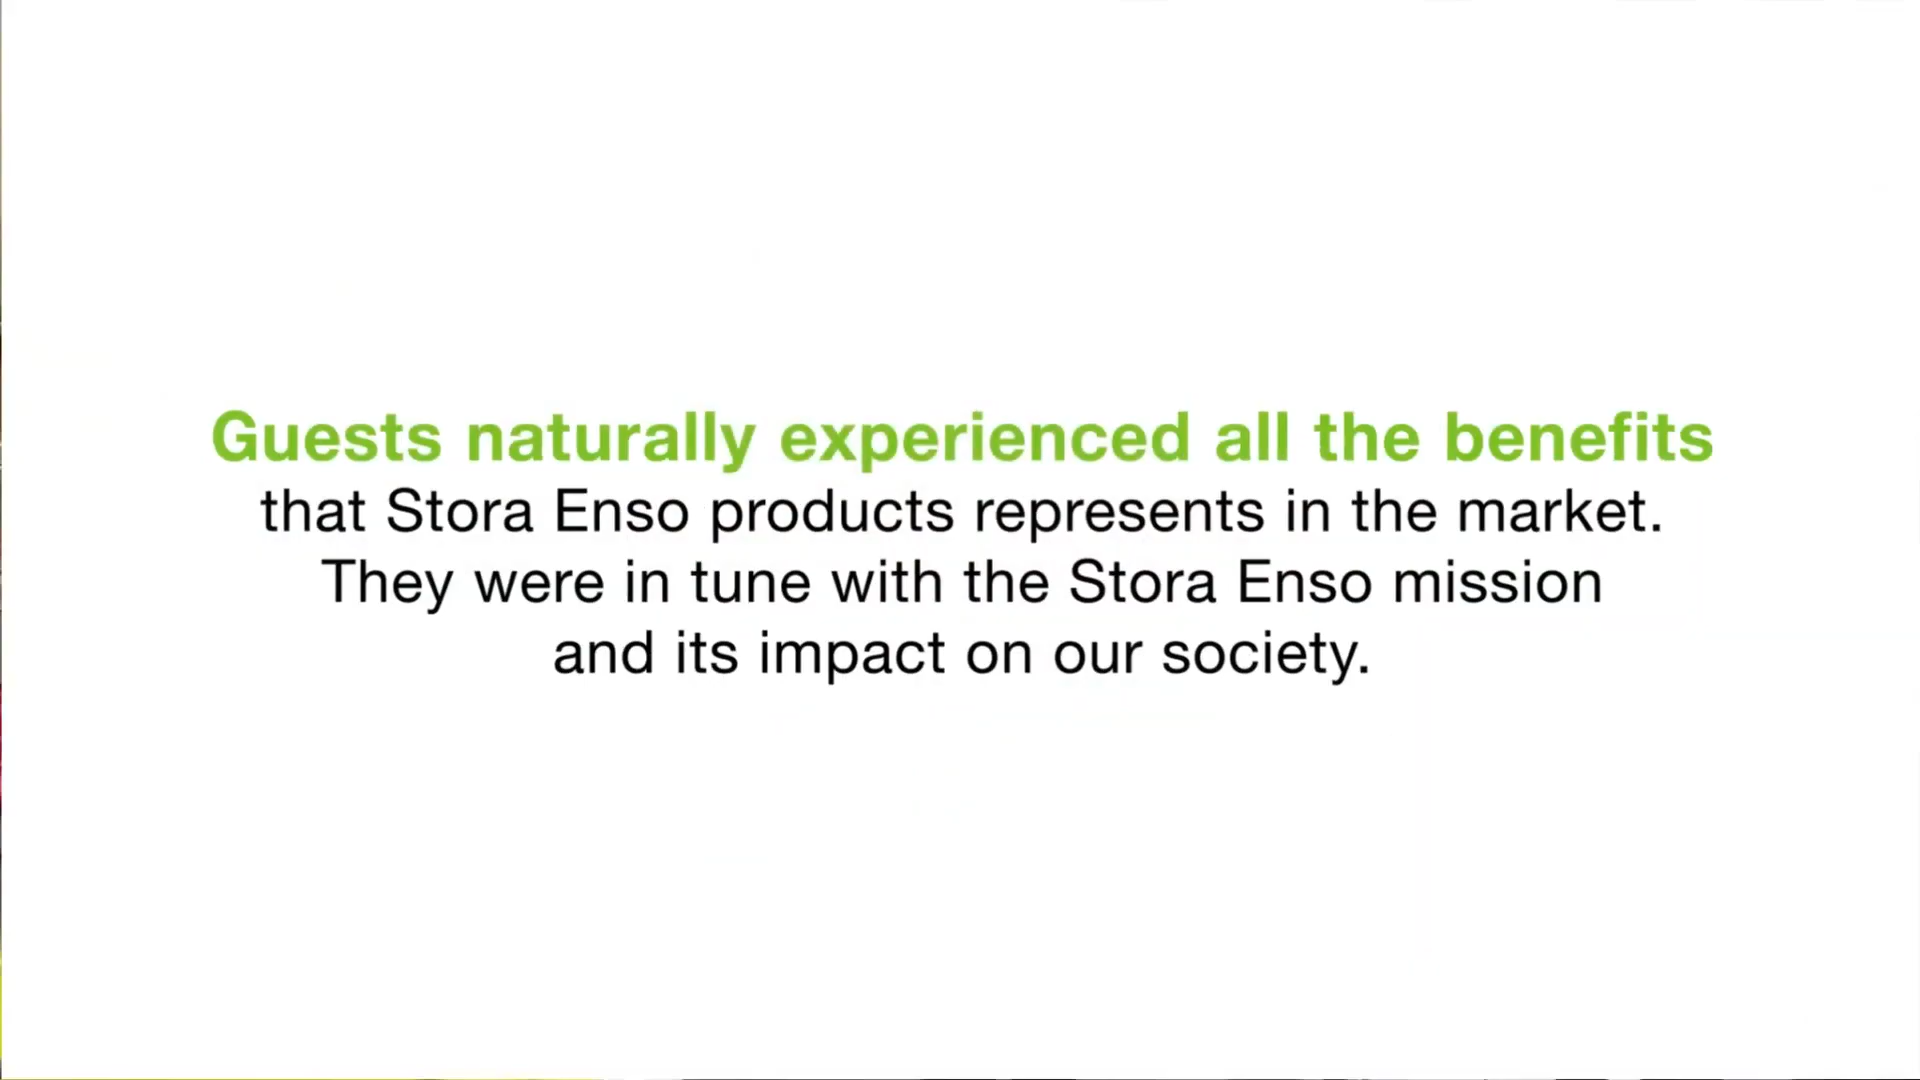 Guests naturally experienced all the benefits
that Stora Enso products represents in the market.
They were in tune with the Stora Enso mission
and its impact on our society.